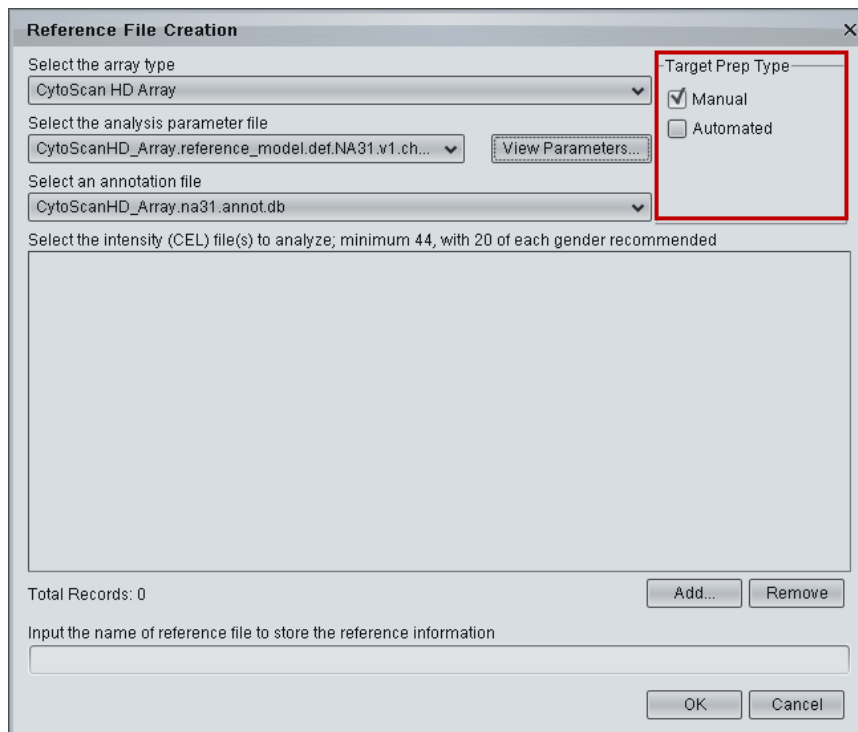 Reference File Creation
Select the array type
CytoScan HD Array
Select the analysis parameter file
CytoScanHD_Array.reference_model.def.NA31.v1.ch...
View Parameters...
Select an annotation file
CytoScanHD_Array.na31.annot.db
Target Prep Type
Manual
Automated
Select the intensity (CEL) file(s) to analyze; minimum 44, with 20 of each gender recommended
Total Records: 0
Add...
Remove
Input the name of reference file to store the reference information
OK
Cancel